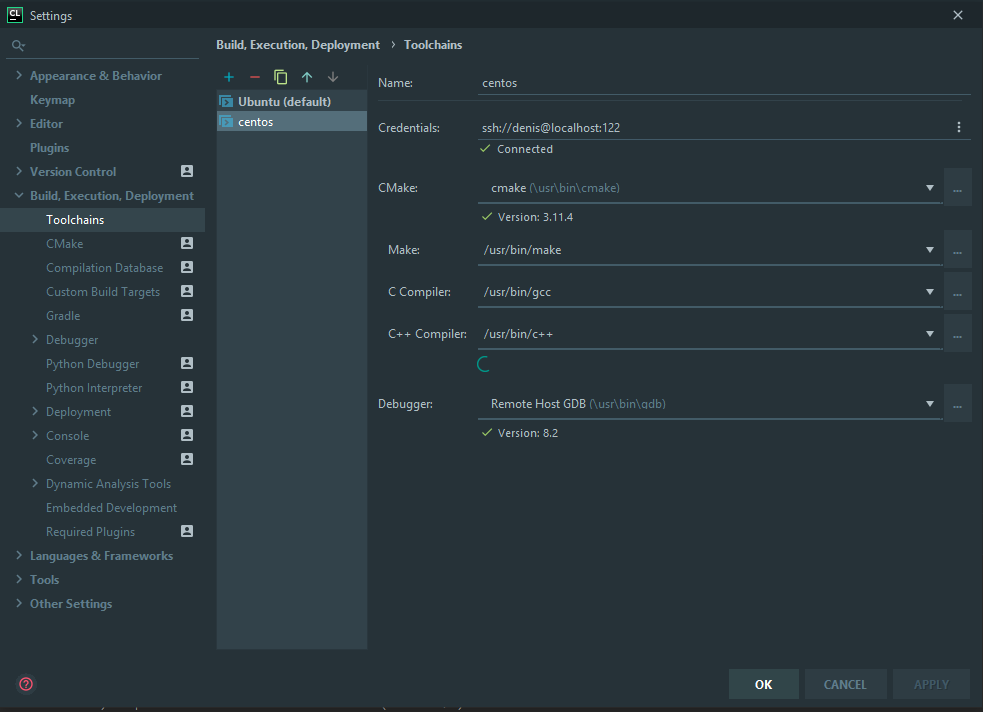 CL Settings
Build, Execution, Deployment › Toolchains
Appearance & Behavior
Keymap
Editor
Plugins
Version Control
Build, Execution, Deployment
Toolchains
CMake
Compilation Database
Custom Build Targets
Gradle
Debugger
Python Debugger
Python Interpreter
Deployment
Console
Coverage
Dynamic Analysis Tools
Embedded Development
Required Plugins
Languages & Frameworks
Tools
Other Settings
Ubuntu (default)
centos
Name: centos
Credentials: ssh://denis@localhost:122
Connected
CMake: cmake (\usr\bin\cmake) ...
Version: 3.11.4
Make: /usr/bin/make ...
C Compiler: /usr/bin/gcc ...
C++ Compiler: /usr/bin/c++ ...
Debugger: Remote Host GDB (\usr\bin\gdb) ...
Version: 8.2
?
OK CANCEL APPLY